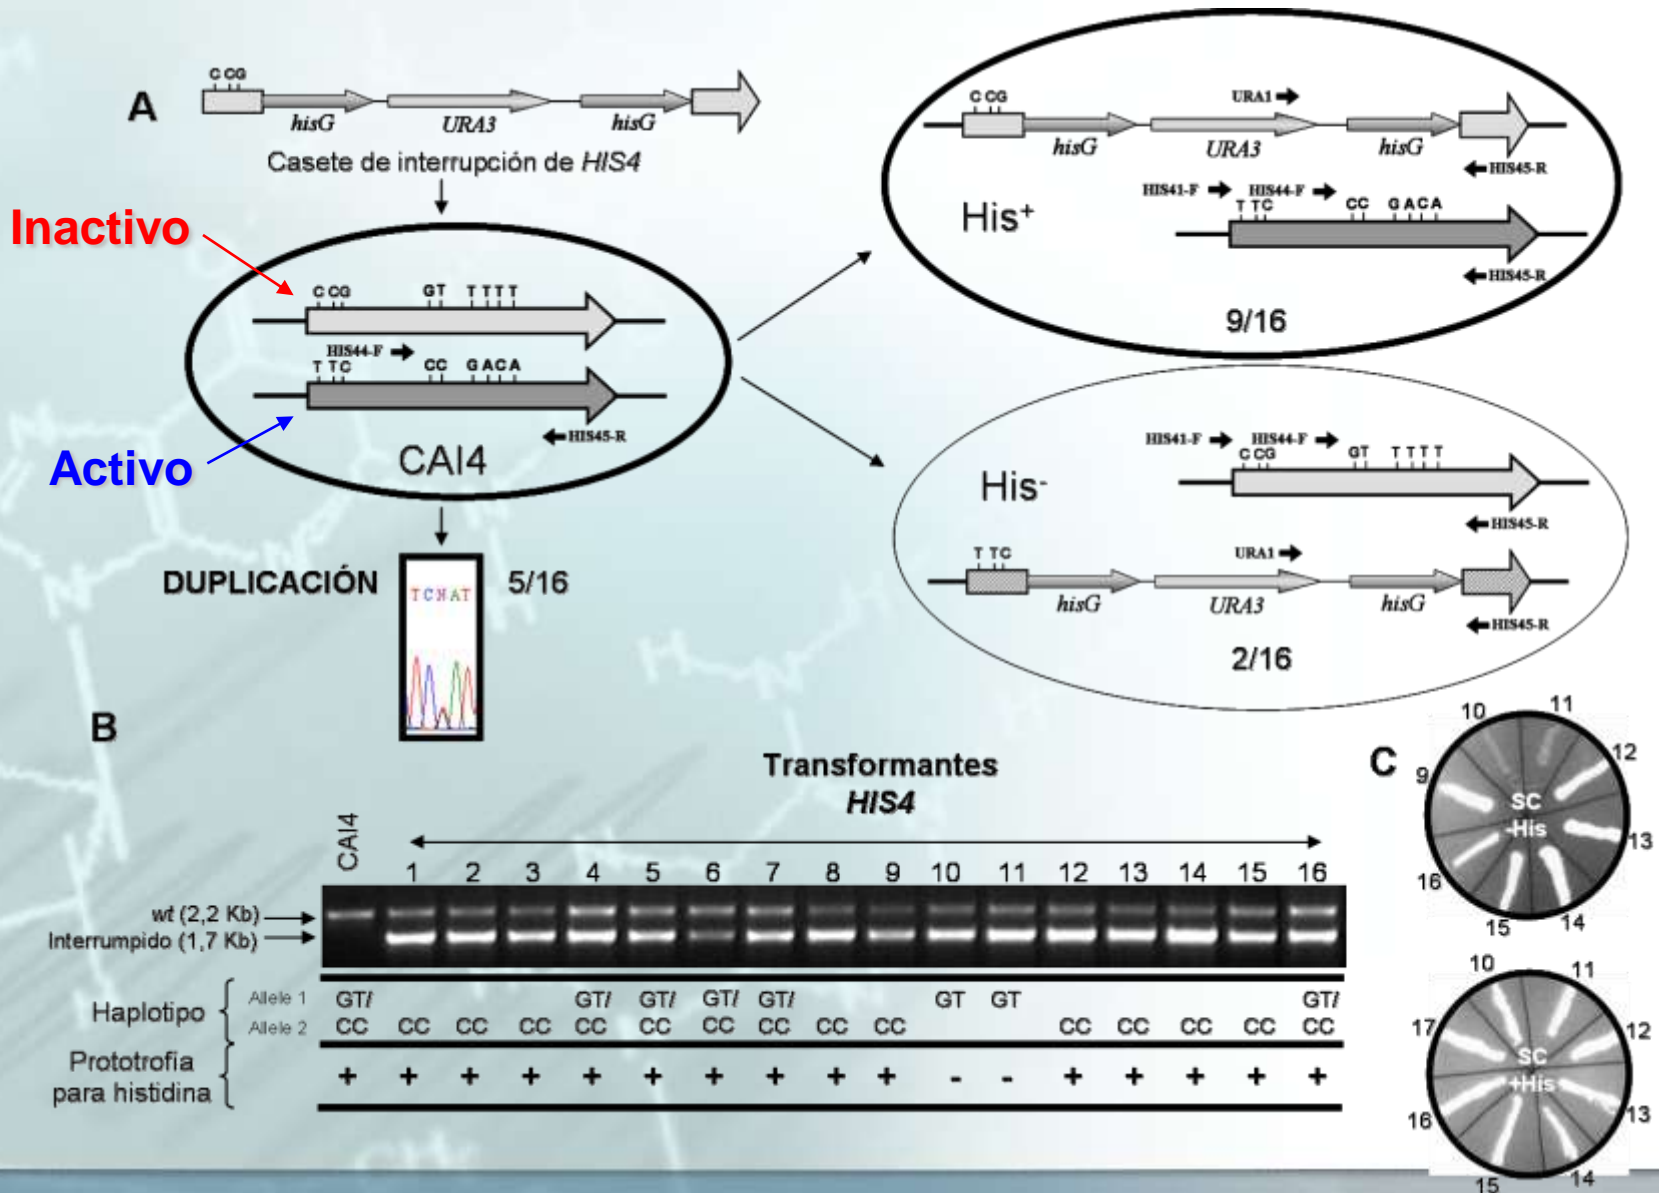 A
C CG
hisG URA3 hisG
Casete de interrupción de HIS4
Inactivo
C CG GT T T T T
HIS44-F
T TC CC G A C A
HIS45-R
CAI4
Activo
DUPLICACIÓN
T C N A T
5/16
C CG
URA1
hisG URA3 hisG
HIS45-R
HIS41-F HIS44-F
T TC CC G A C A
His+
HIS45-R
9/16
HIS41-F HIS44-F
C CG GT T T T T
His-
HIS45-R
T TC
URA1
hisG URA3 hisG
HIS45-R
2/16
B
Transformantes
HIS4
CAI4 1 2 3 4 5 6 7 8 9 10 11 12 13 14 15 16
wt (2,2 Kb)
Interrumpido (1,7 Kb)
Haplotipo
Allele 1 GT/ GT/ GT/ GT/ GT/ GT GT GT/
Allele 2 CC CC CC CC CC CC CC CC CC CC CC CC CC CC CC
Prototrofía
para histidina
+ + + + + + + + + + - - + + + + +
C
10 11
9 12
SC
-His
13
16
15 14
10 11
17 12
SC
+His
16 13
15 14